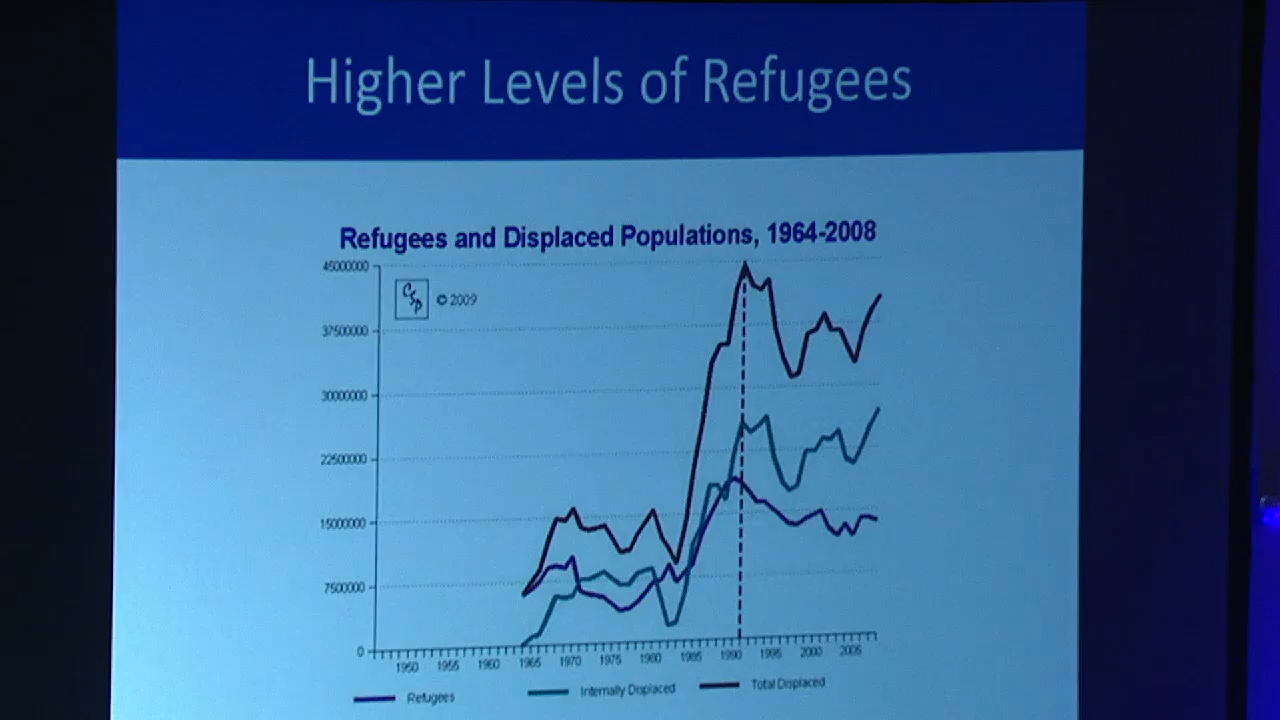 Higher Levels of Refugees
Refugees and Displaced Populations, 1964-2008
CSP © 2009
45000000
37500000
30000000
22500000
15000000
7500000
0
1950 1955 1960 1965 1970 1975 1980 1985 1990 1995 2000 2005
Refugees Internally Displaced Total Displaced